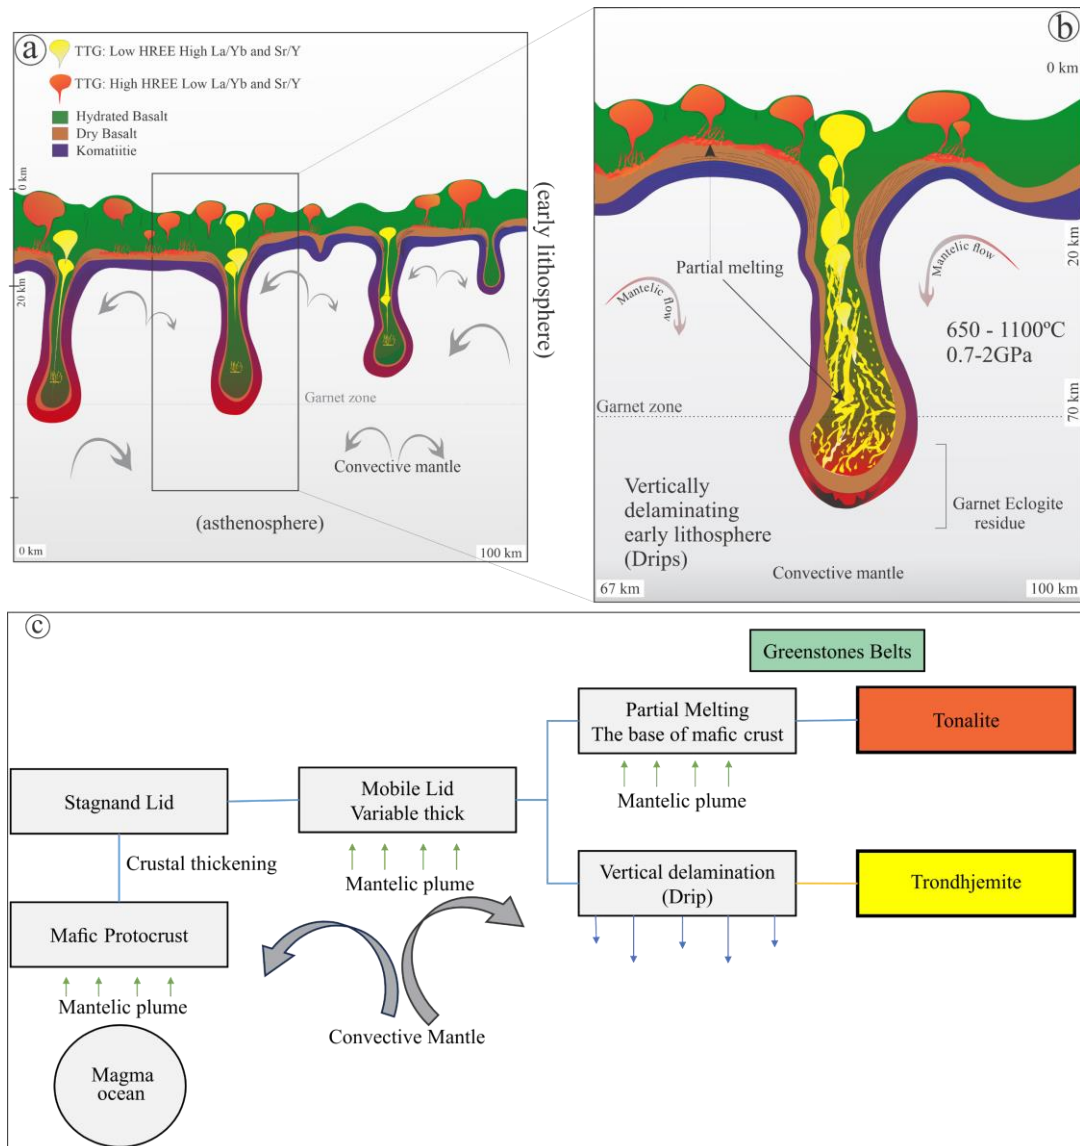 a
TTG: Low HREE High La/Yb and Sr/Y
TTG: High HREE Low La/Yb and Sr/Y
Hydrated Basalt
Dry Basalt
Komatiitie
0 km
20 km
Garnet zone
Convective mantle
(asthenosphere)
0 km
100 km
(early lithosphere)
b
0 km
20 km
70 km
Partial melting
Mantelic flow
Mantelic flow
650 - 1100ºC
0.7-2GPa
Garnet zone
Vertically
delaminating
early lithosphere
(Drips)
Garnet Eclogite
residue
Convective mantle
67 km
100 km
c
Greenstones Belts
Partial Melting
The base of mafic crust
Tonalite
Mantelic plume
Stagnand Lid
Mobile Lid
Variable thick
Crustal thickening
Mantelic plume
Vertical delamination
(Drip)
Trondhjemite
Mafic Protocrust
Mantelic plume
Convective Mantle
Magma
ocean